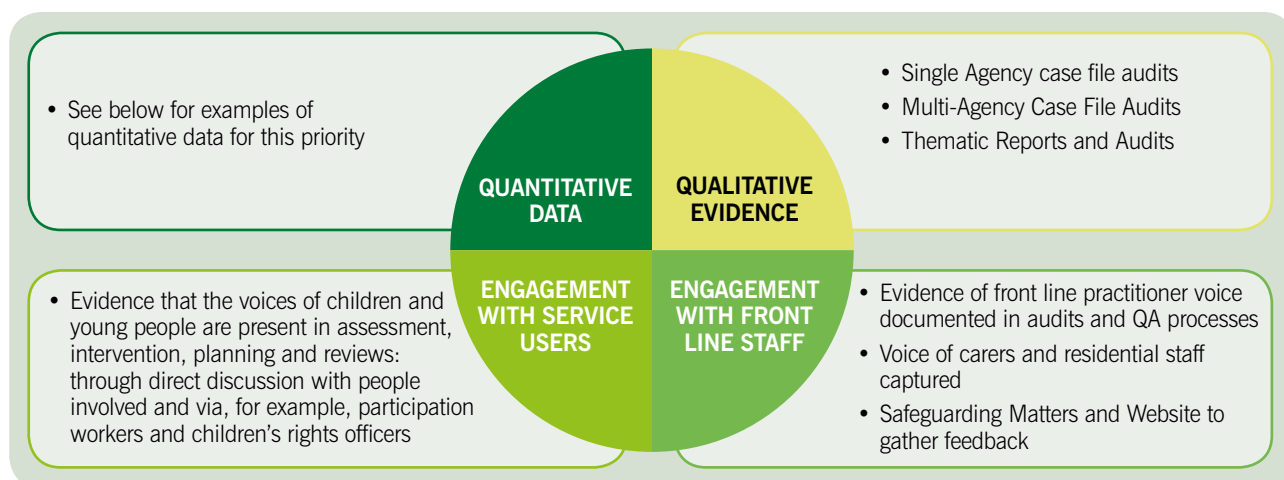 • See below for examples of
quantitative data for this priority
QUANTITATIVE
DATA
QUALITATIVE
EVIDENCE
• Single Agency case file audits
• Multi-Agency Case File Audits
• Thematic Reports and Audits
• Evidence that the voices of children and
young people are present in assessment,
intervention, planning and reviews:
through direct discussion with people
involved and via, for example, participation
workers and children’s rights officers
ENGAGEMENT
WITH SERVICE
USERS
ENGAGEMENT
WITH FRONT
LINE STAFF
• Evidence of front line practitioner voice
documented in audits and QA processes
• Voice of carers and residential staff
captured
• Safeguarding Matters and Website to
gather feedback